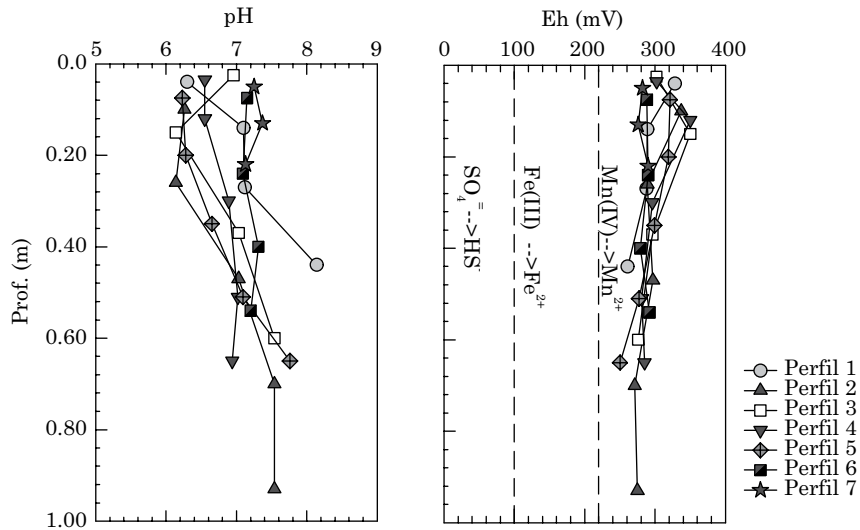 pH
5 6 7 8 9
Prof. (m)
0.0
0.20
0.40
0.60
0.80
1.00
Eh (mV)
0 100 200 300 400
SO₄⁼ -->HS⁻
Fe(III) -->Fe²⁺
Mn(IV)-->Mn²⁺
Perfil 1
Perfil 2
Perfil 3
Perfil 4
Perfil 5
Perfil 6
Perfil 7